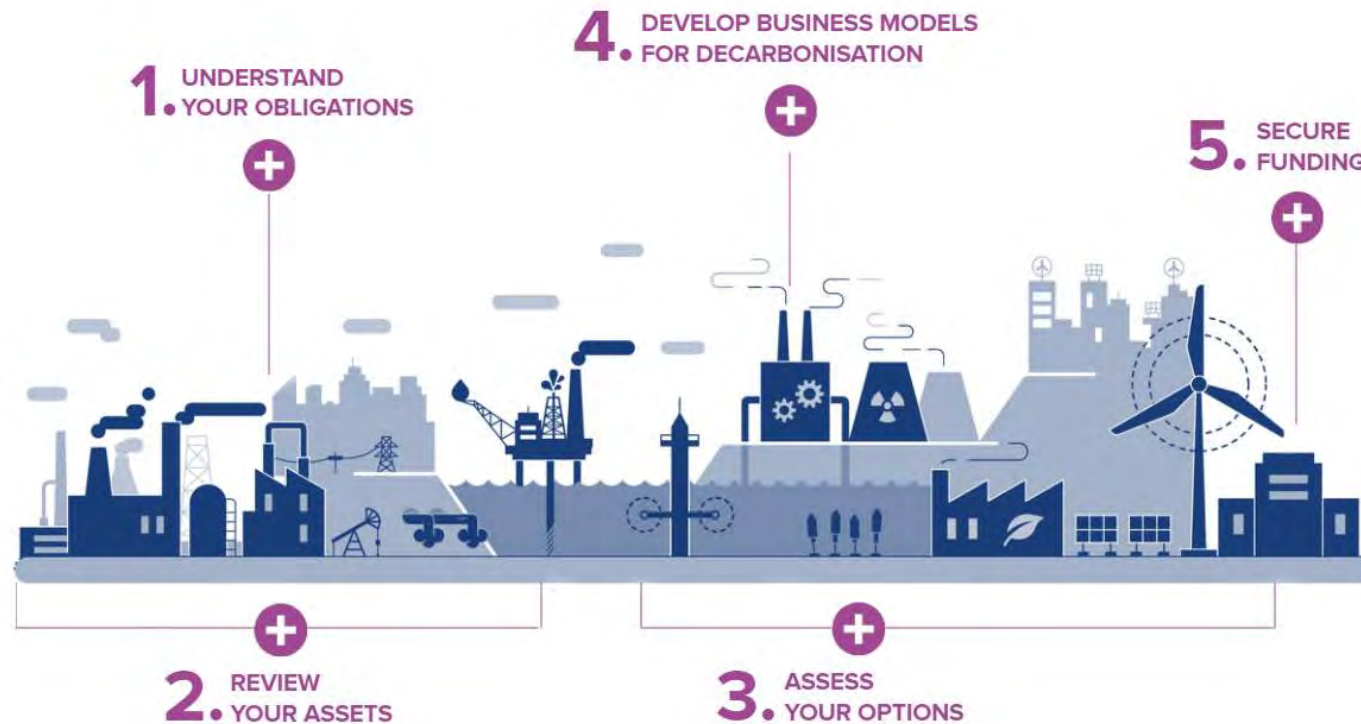 1. UNDERSTAND
YOUR OBLIGATIONS
4. DEVELOP BUSINESS MODELS
FOR DECARBONISATION
5. SECURE
FUNDING
2. REVIEW
YOUR ASSETS
3. ASSESS
YOUR OPTIONS